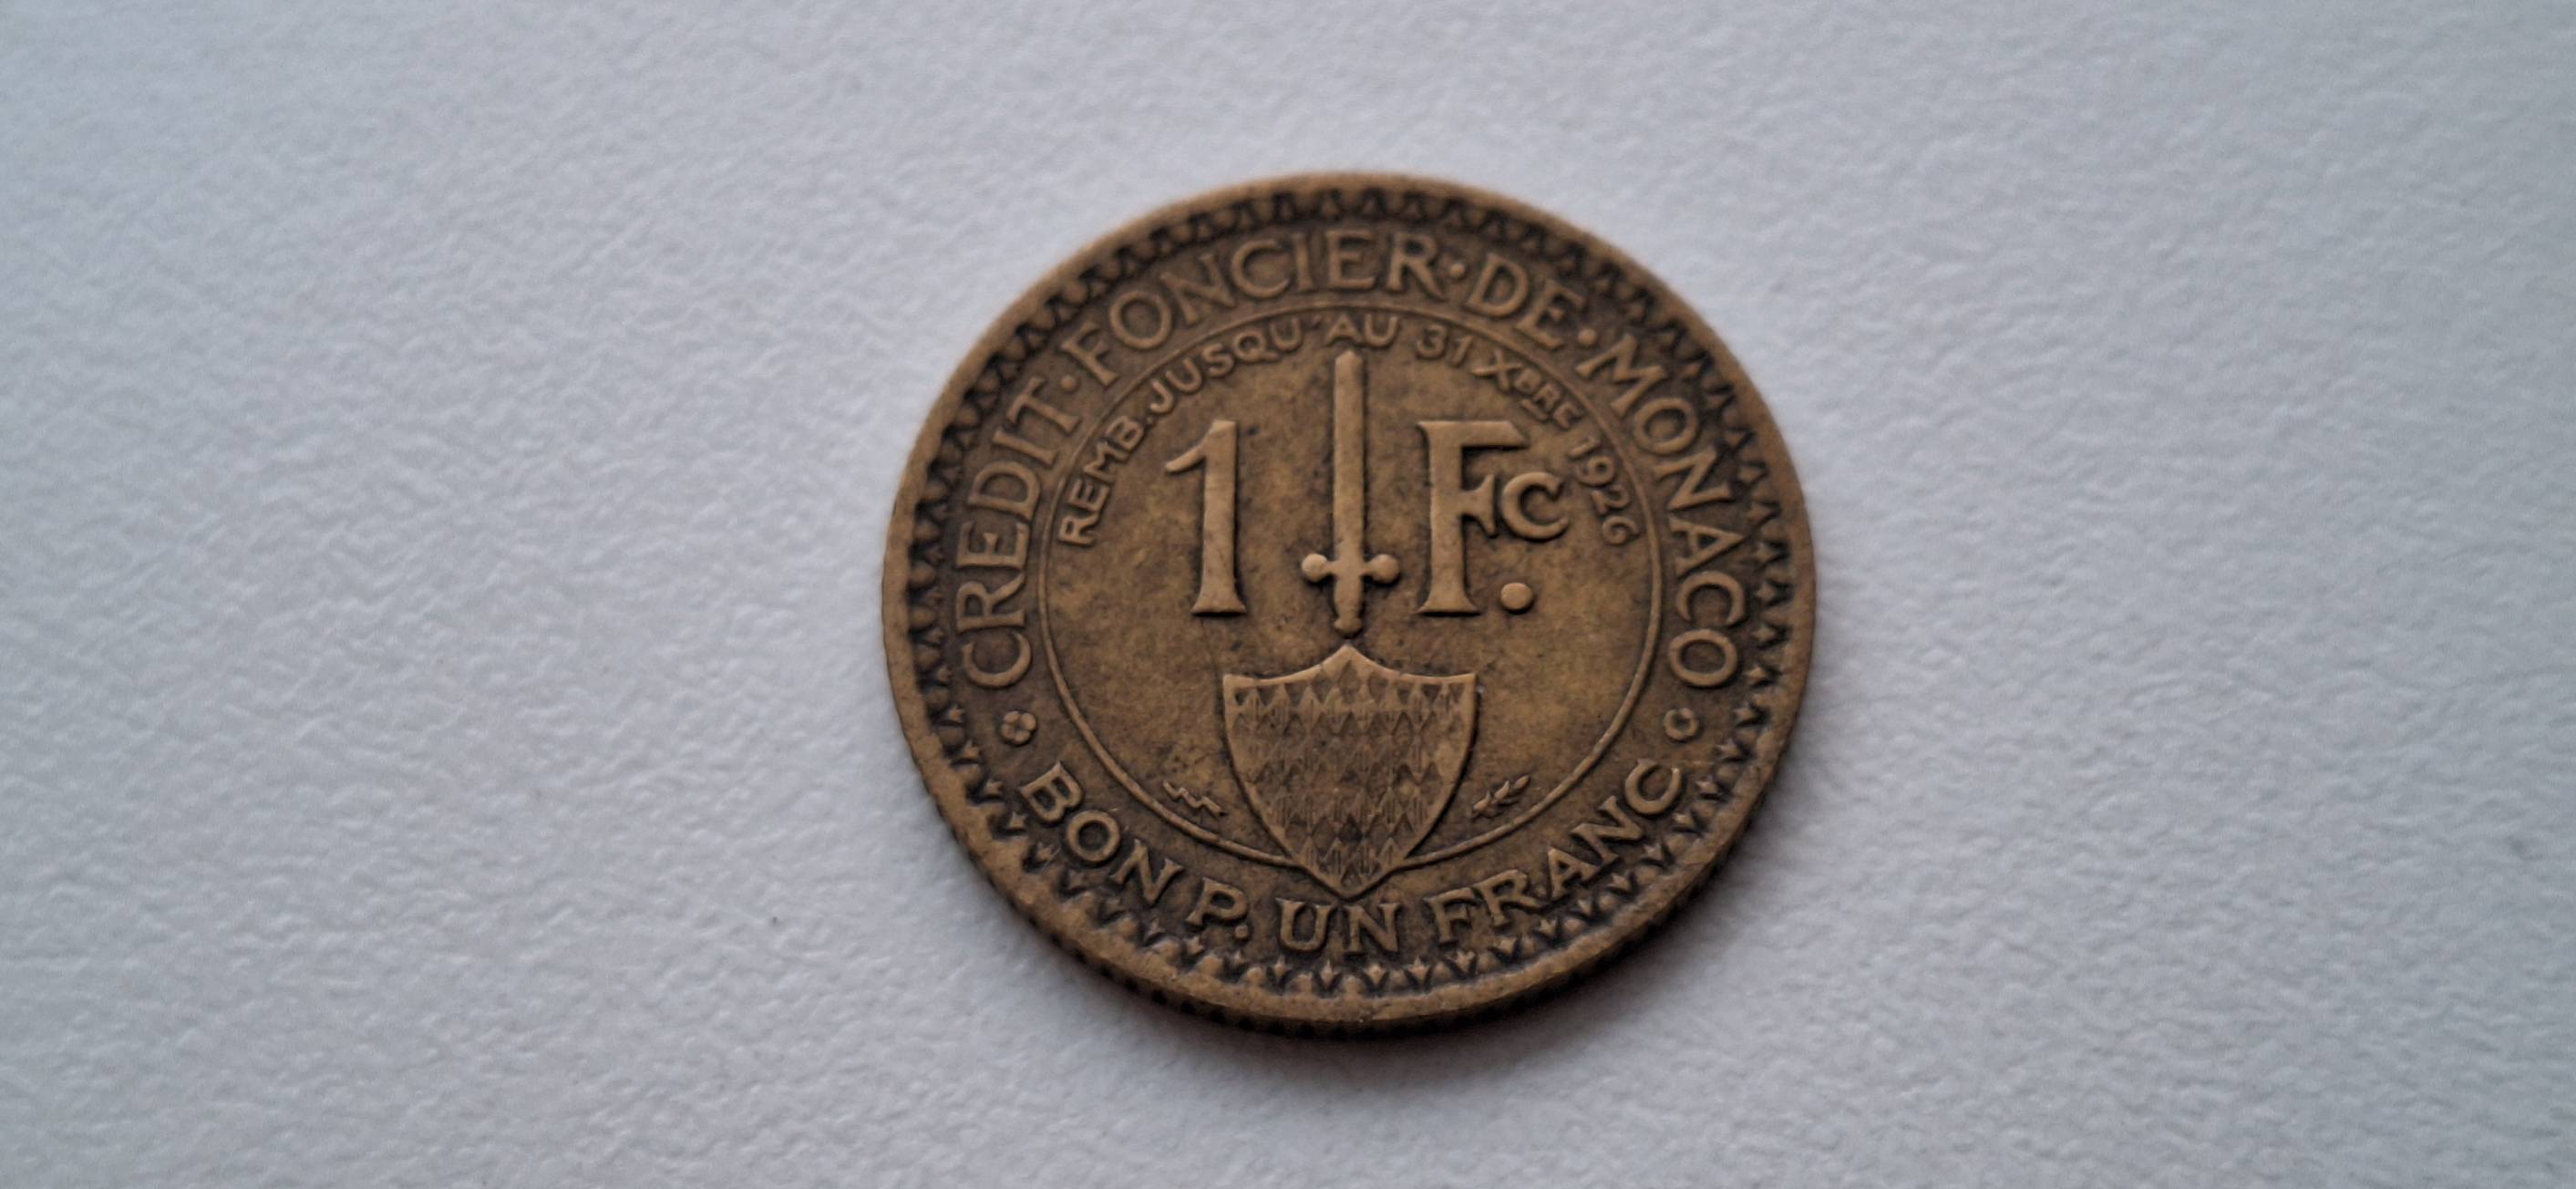 CREDIT·FONCIER·DE·MONACO
REMB. JUSQU'AU 31 XBRE 1926
1 Fc.
BON P. UN FRANC